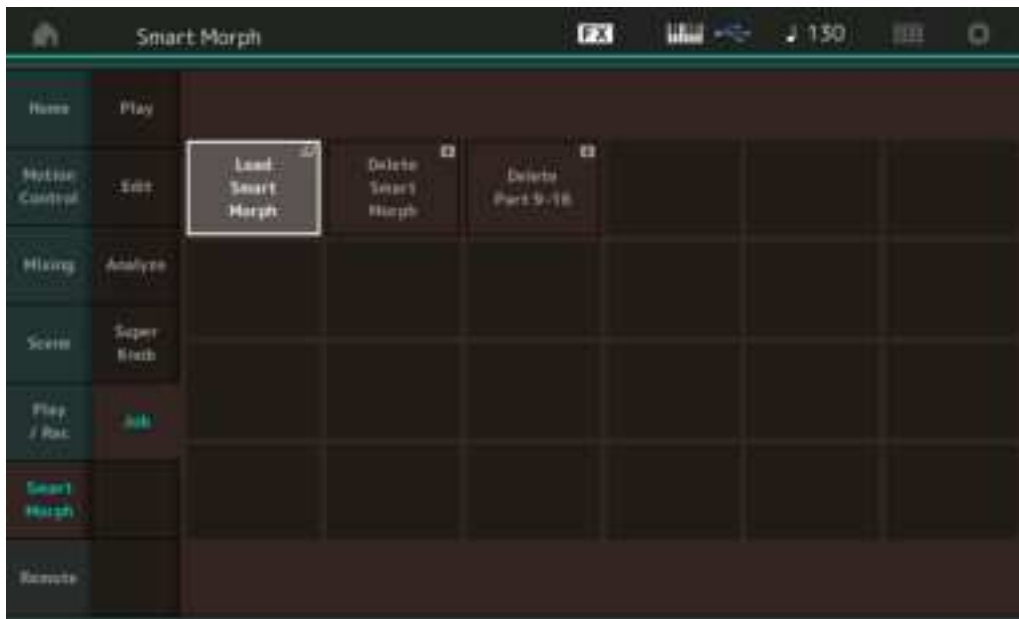 Smart Morph
FX
130
Home
Play
Motion
Control
Edit
Load
Smart
Morph
Delete
Smart
Morph
Delete
Part 9-16
Mixing
Analyze
Scene
Super
Knob
Play
/ Rec
Job
Smart
Morph
Remote